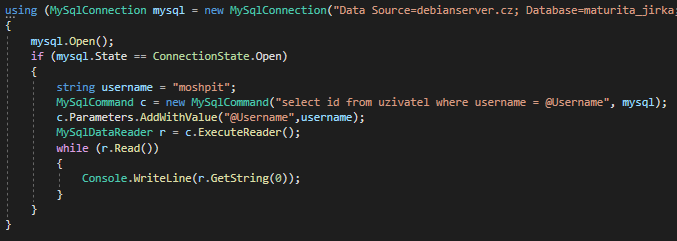 using (MySqlConnection mysql = new MySqlConnection("Data Source=debianserver.cz; Database=maturita_jirka;
{
mysql.Open();
if (mysql.State == ConnectionState.Open)
{
string username = "moshpit";
MySqlCommand c = new MySqlCommand("select id from uzivatel where username = @Username", mysql);
c.Parameters.AddWithValue("@Username",username);
MySqlDataReader r = c.ExecuteReader();
while (r.Read())
{
Console.WriteLine(r.GetString(0));
}
}
}